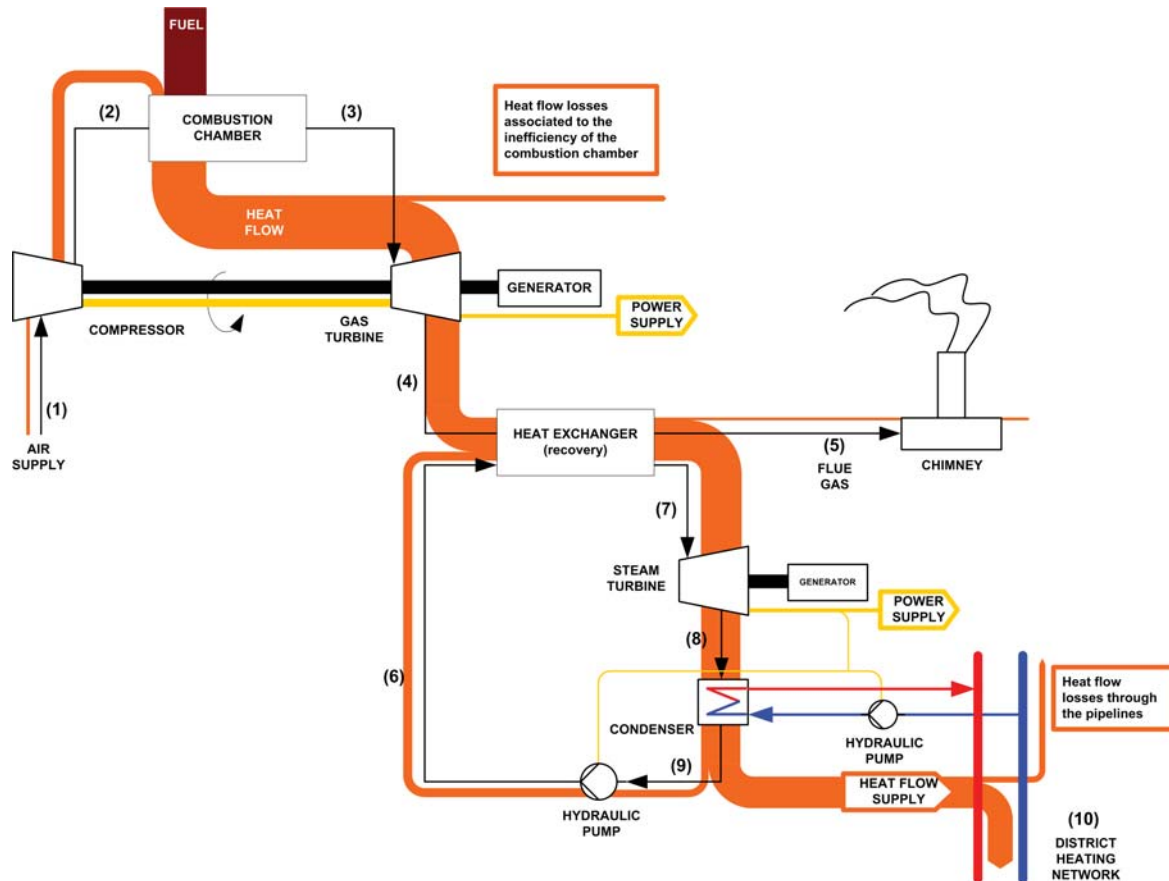 FUEL
(2)
COMBUSTION
CHAMBER
(3)
Heat flow losses
associated to the
inefficiency of the
combustion chamber
HEAT
FLOW
GENERATOR
POWER
SUPPLY
COMPRESSOR
GAS
TURBINE
(1)
AIR
SUPPLY
(4)
HEAT EXCHANGER
(recovery)
(5)
FLUE
GAS
CHIMNEY
(7)
STEAM
TURBINE
GENERATOR
POWER
SUPPLY
(8)
(6)
CONDENSER
Heat flow
losses through
the pipelines
HYDRAULIC
PUMP
(9)
HYDRAULIC
PUMP
HEAT FLOW
SUPPLY
(10)
DISTRICT
HEATING
NETWORK